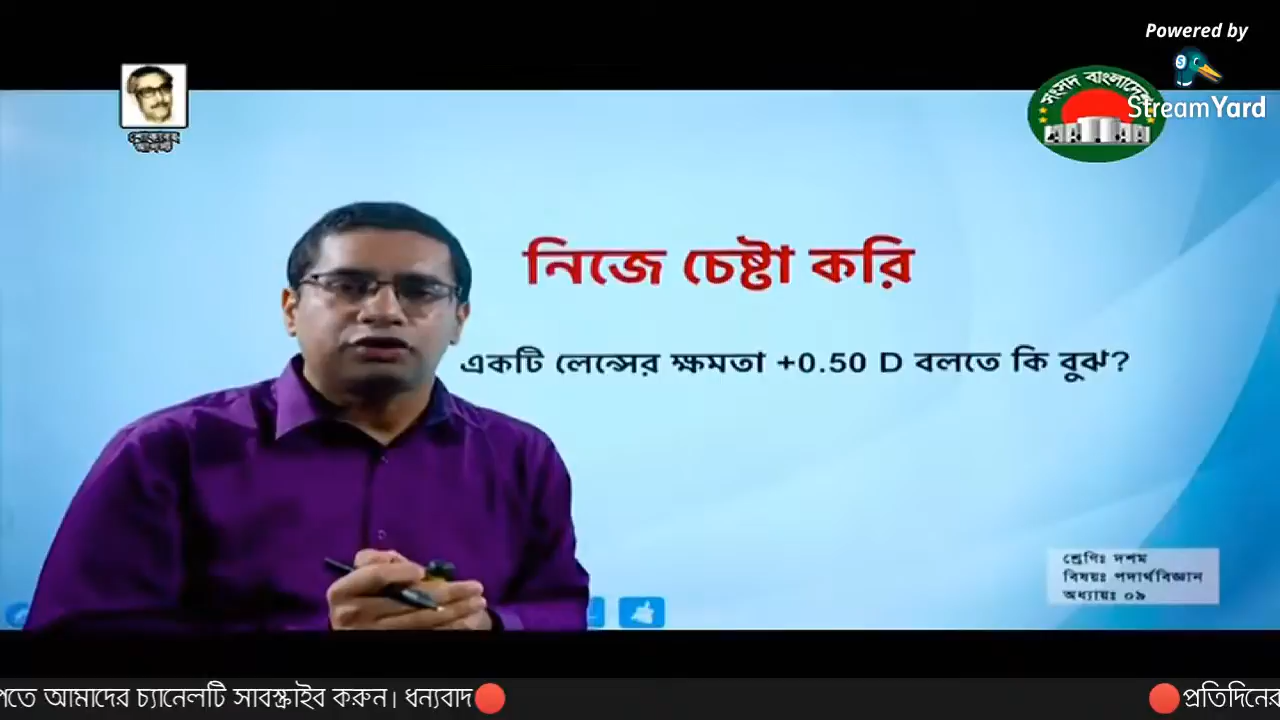 Powered by
StreamYard
সংসদ বাংলাদেশ
নিজে চেষ্টা করি
একটি লেন্সের ক্ষমতা +0.50 D বলতে কি বুঝ?
শ্রেণিঃ দশম
বিষয়ঃ পদার্থবিজ্ঞান
অধ্যায়ঃ ০৯
পতে আমাদের চ্যানেলটি সাবস্ক্রাইব করুন। ধন্যবাদ🔴 🔴প্রতিদিনের